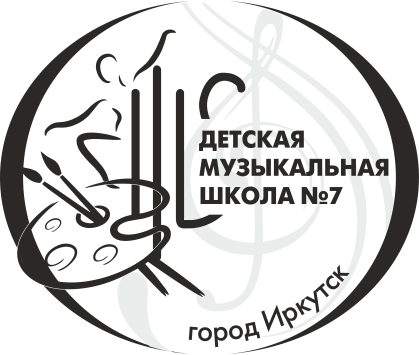 ДЕТСКАЯ
МУЗЫКАЛЬНАЯ
ШКОЛА №7
город Иркутск